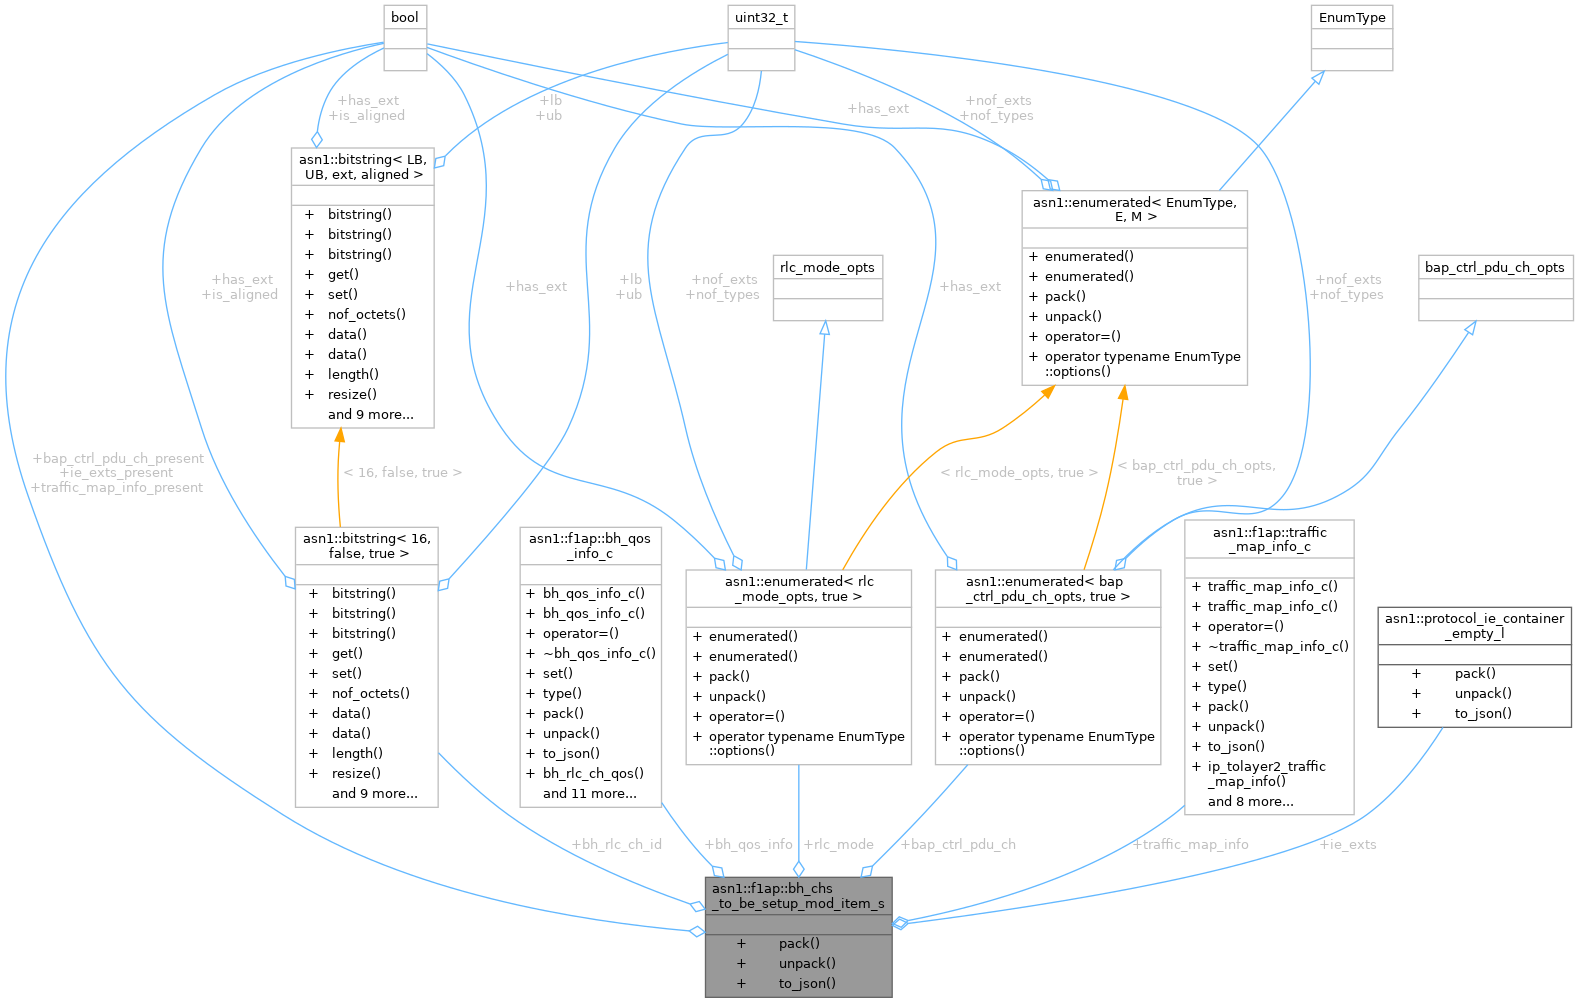 bool
uint32_t
EnumType
+has_ext
+is_aligned
+lb
+ub
+has_ext
+nof_exts
+nof_types
asn1::bitstring< LB,
UB, ext, aligned >
+ bitstring()
+ bitstring()
+ bitstring()
+ get()
+ set()
+ nof_octets()
+ data()
+ data()
+ length()
+ resize()
and 9 more...
asn1::enumerated< EnumType,
E, M >
+ enumerated()
+ enumerated()
+ pack()
+ unpack()
+ operator=()
+ operator typename EnumType
::options()
rlc_mode_opts
bap_ctrl_pdu_ch_opts
+has_ext
+is_aligned
+has_ext
+lb
+ub
+nof_exts
+nof_types
+has_ext
+nof_exts
+nof_types
+bap_ctrl_pdu_ch_present
+ie_exts_present
+traffic_map_info_present
< 16, false, true >
< rlc_mode_opts, true >
< bap_ctrl_pdu_ch_opts,
true >
asn1::bitstring< 16,
false, true >
+ bitstring()
+ bitstring()
+ bitstring()
+ get()
+ set()
+ nof_octets()
+ data()
+ data()
+ length()
+ resize()
and 9 more...
asn1::f1ap::bh_qos
_info_c
+ bh_qos_info_c()
+ bh_qos_info_c()
+ operator=()
+ ~bh_qos_info_c()
+ set()
+ type()
+ pack()
+ unpack()
+ to_json()
+ bh_rlc_ch_qos()
and 11 more...
asn1::enumerated< rlc
_mode_opts, true >
+ enumerated()
+ enumerated()
+ pack()
+ unpack()
+ operator=()
+ operator typename EnumType
::options()
asn1::enumerated< bap
_ctrl_pdu_ch_opts, true >
+ enumerated()
+ enumerated()
+ pack()
+ unpack()
+ operator=()
+ operator typename EnumType
::options()
asn1::f1ap::traffic
_map_info_c
+ traffic_map_info_c()
+ traffic_map_info_c()
+ operator=()
+ ~traffic_map_info_c()
+ set()
+ type()
+ pack()
+ unpack()
+ to_json()
+ ip_tolayer2_traffic
_map_info()
and 8 more...
asn1::protocol_ie_container
_empty_l
+ pack()
+ unpack()
+ to_json()
+bh_rlc_ch_id
+bh_qos_info
+rlc_mode
+bap_ctrl_pdu_ch
+traffic_map_info
+ie_exts
asn1::f1ap::bh_chs
_to_be_setup_mod_item_s
+ pack()
+ unpack()
+ to_json()